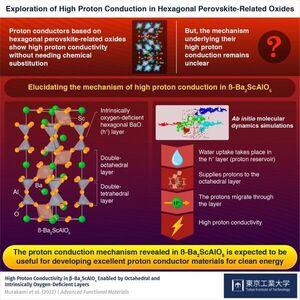 Exploration of High Proton Conduction in Hexagonal Perovskite-Related Oxides
Proton conductors based on
hexagonal perovskite-related oxides
show high proton conductivity
without needing chemical
substitution
But, the mechanism
underlying their high
proton conduction remains
unclear
?
Elucidating the mechanism of high proton conduction in ß-Ba₂ScAlO₅
Sc
Ba
Al
O
ß-Ba₂ScAlO₅
Intrinsically
oxygen-deficient
hexagonal BaO
(h') layer
Double-
octahedral
layer
Double-
tetrahedral
layer
Ab initio molecular
dynamics simulations
Water uptake takes place in
the h' layer (proton reservoir)
Supplies protons to the
octahedral layer
The protons migrate through
the layer
High proton conductivity
The proton conduction mechanism revealed in ß-Ba₂ScAlO₅ is expected to be
useful for developing excellent proton conductor materials for clean energy
High Proton Conductivity in β-Ba₂ScAlO₅ Enabled by Octahedral and
Intrinsically Oxygen-Deficient Layers
Murakami et al. (2022) | Advanced Functional Materials
東京工業大学
Tokyo Institute of Technology